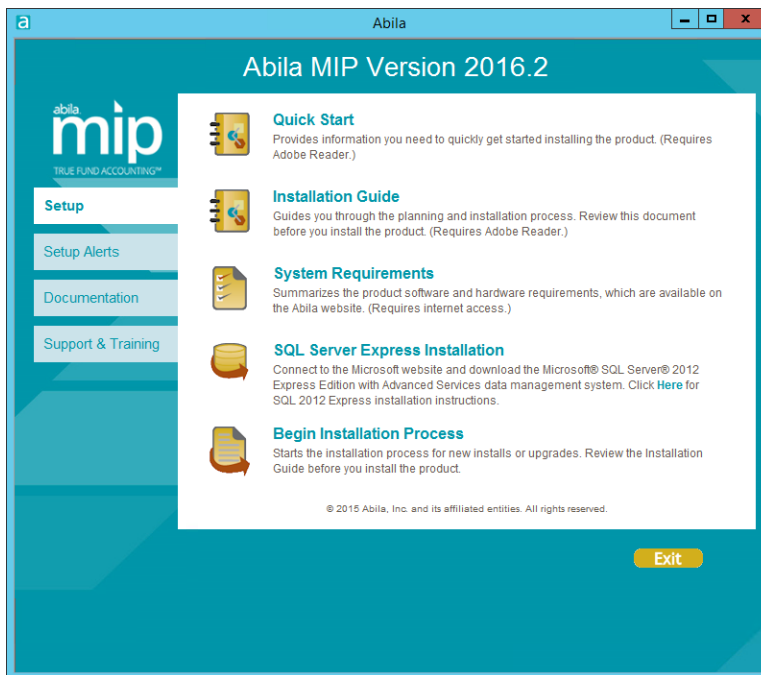 a
Abila
Abila MIP Version 2016.2
abila
mip
TRUE FUND ACCOUNTING™
Setup
Setup Alerts
Documentation
Support & Training
Quick Start
Provides information you need to quickly get started installing the product. (Requires
Adobe Reader.)
Installation Guide
Guides you through the planning and installation process. Review this document
before you install the product. (Requires Adobe Reader.)
System Requirements
Summarizes the product software and hardware requirements, which are available on
the Abila website. (Requires internet access.)
SQL Server Express Installation
Connect to the Microsoft website and download the Microsoft® SQL Server® 2012
Express Edition with Advanced Services data management system. Click Here for
SQL 2012 Express installation instructions.
Begin Installation Process
Starts the installation process for new installs or upgrades. Review the Installation
Guide before you install the product.
© 2015 Abila, Inc. and its affiliated entities. All rights reserved.
Exit